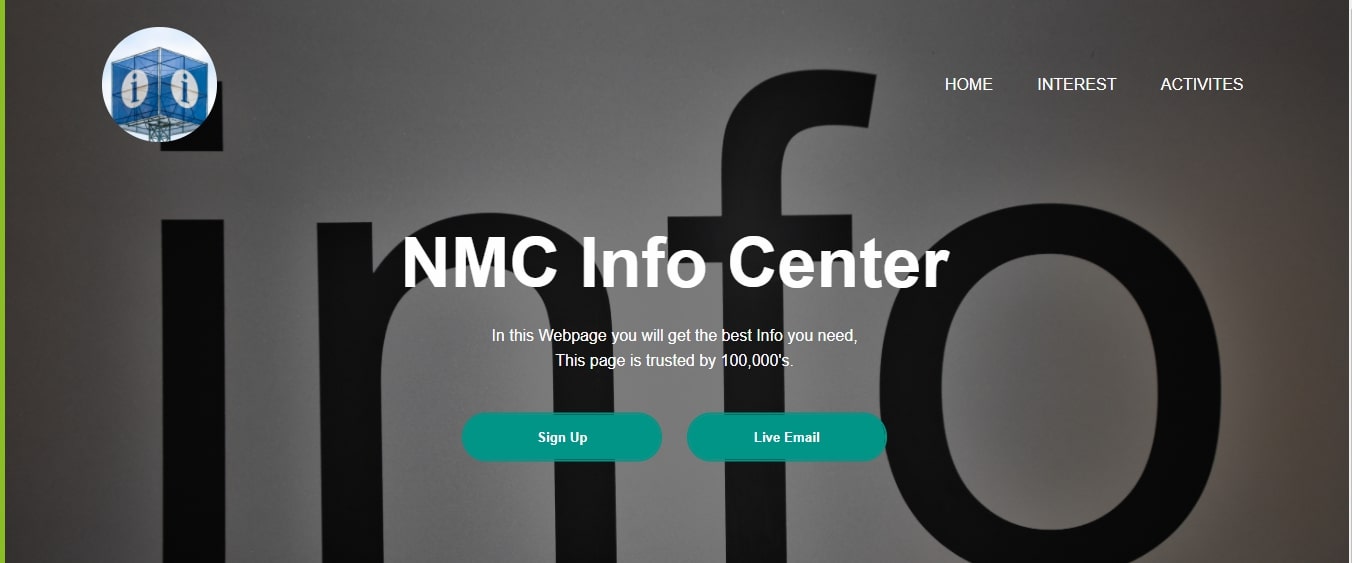 i i
HOME INTEREST ACTIVITES
info
NMC Info Center
In this Webpage you will get the best Info you need,
This page is trusted by 100,000's.
Sign Up Live Email